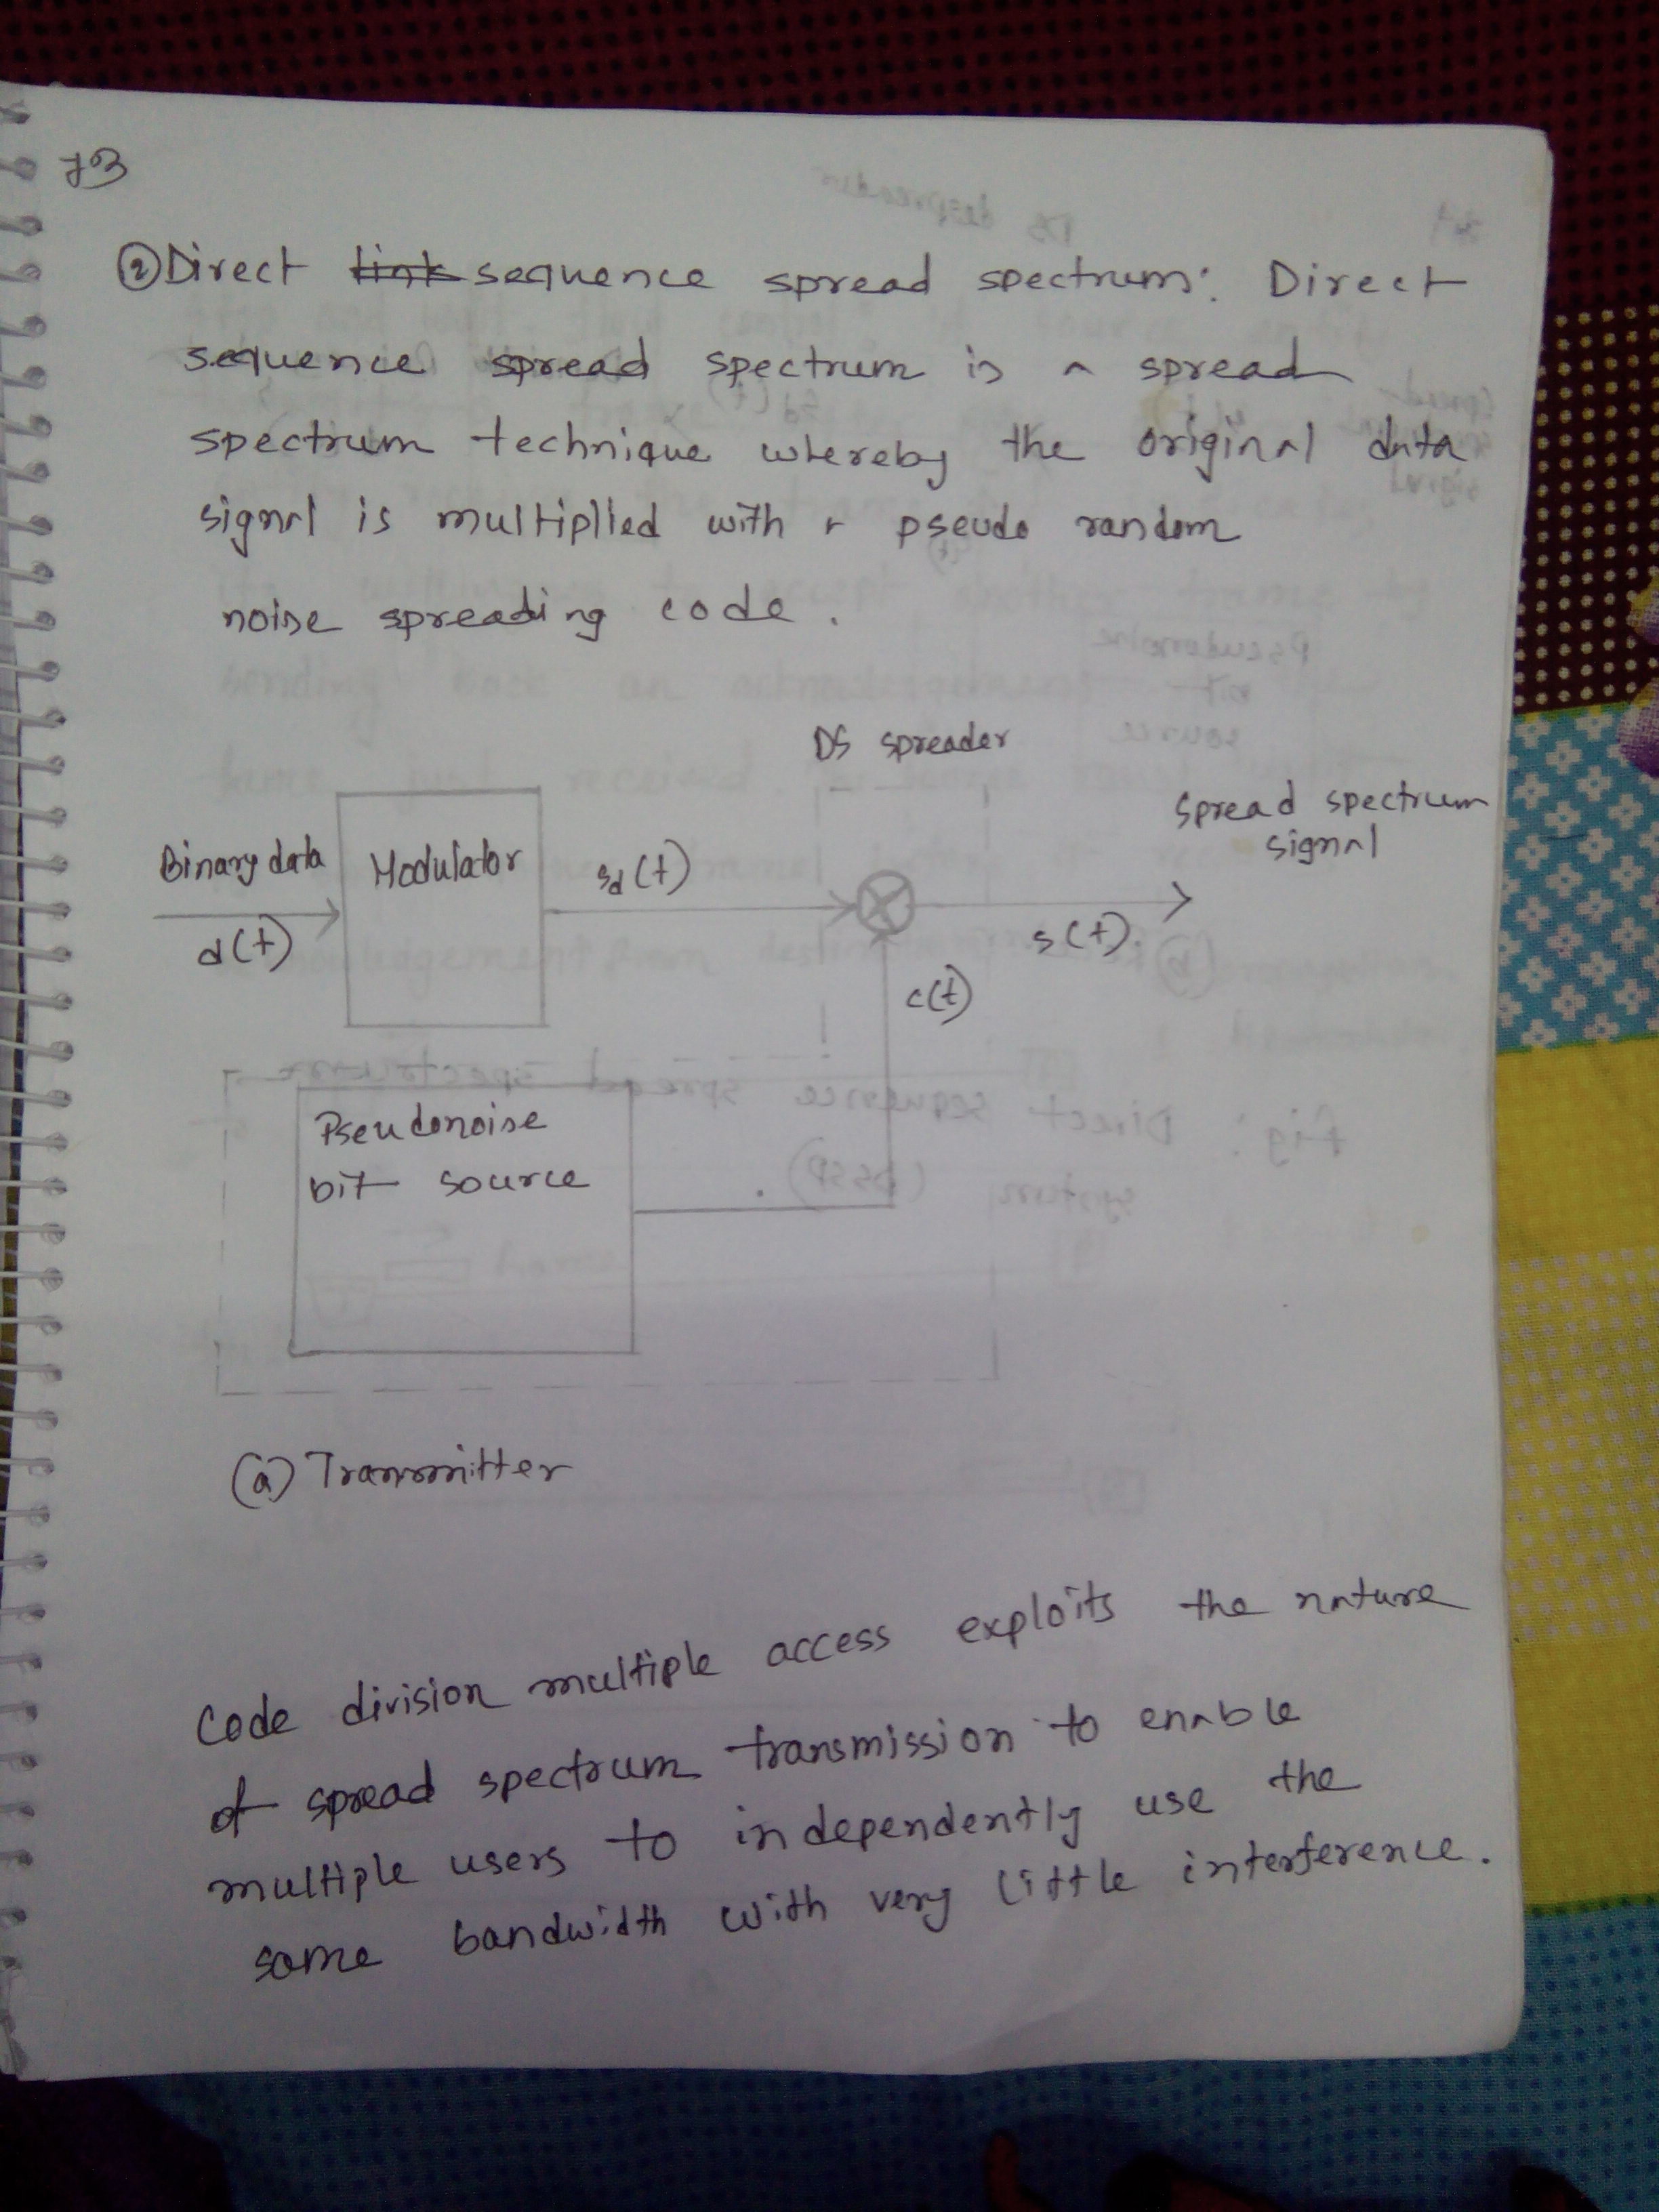 73
② Direct link sequence spread spectrum: Direct
sequence spread spectrum is a spread
spectrum technique whereby the original data
signal is multiplied with a pseudo random
noise spreading code.
DS spreader
Spread spectrum
signal
Binary data
Modulator
sd(t)
d(t)
s(t).
c(t)
Pseudonoise
bit source
(a) Transmitter
Code division multiple access exploits the nature
of spread spectrum transmission to enable
multiple users to independently use the
same bandwidth with very little interference.